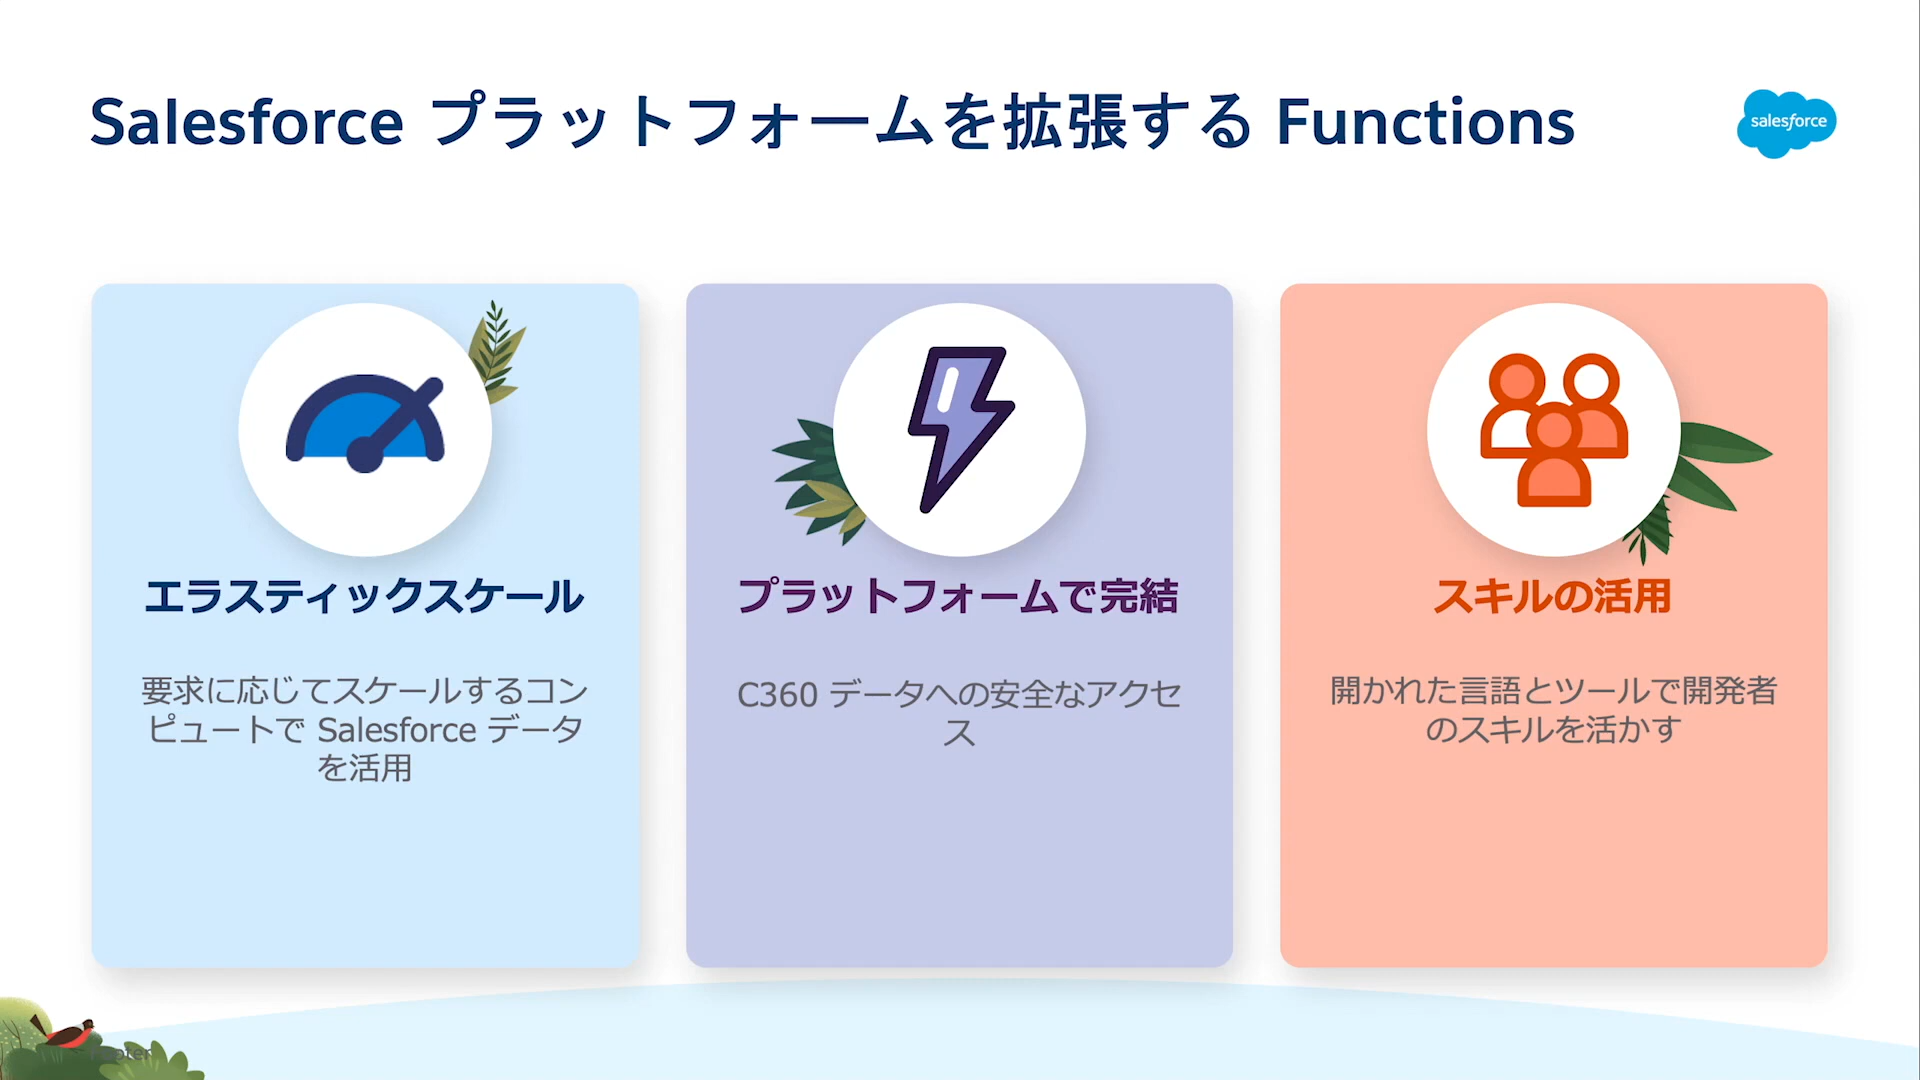 Salesforce プラットフォームを拡張する Functions
salesforce
エラスティックスケール
要求に応じてスケールするコン
ピュートで Salesforce データ
を活用
プラットフォームで完結
C360 データへの安全なアクセ
ス
スキルの活用
開かれた言語とツールで開発者
のスキルを活かす